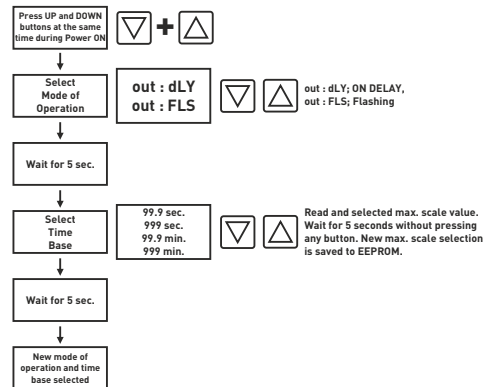 Press UP and DOWN
buttons at the same
time during Power ON
+
Select
Mode of
Operation
out : dLY
out : FLS
out : dLY; ON DELAY,
out : FLS; Flashing
Wait for 5 sec.
Select
Time
Base
99.9 sec.
999 sec.
99.9 min.
999 min.
Read and selected max. scale value.
Wait for 5 seconds without pressing
any button. New max. scale selection
is saved to EEPROM.
Wait for 5 sec.
New mode of
operation and time
base selected